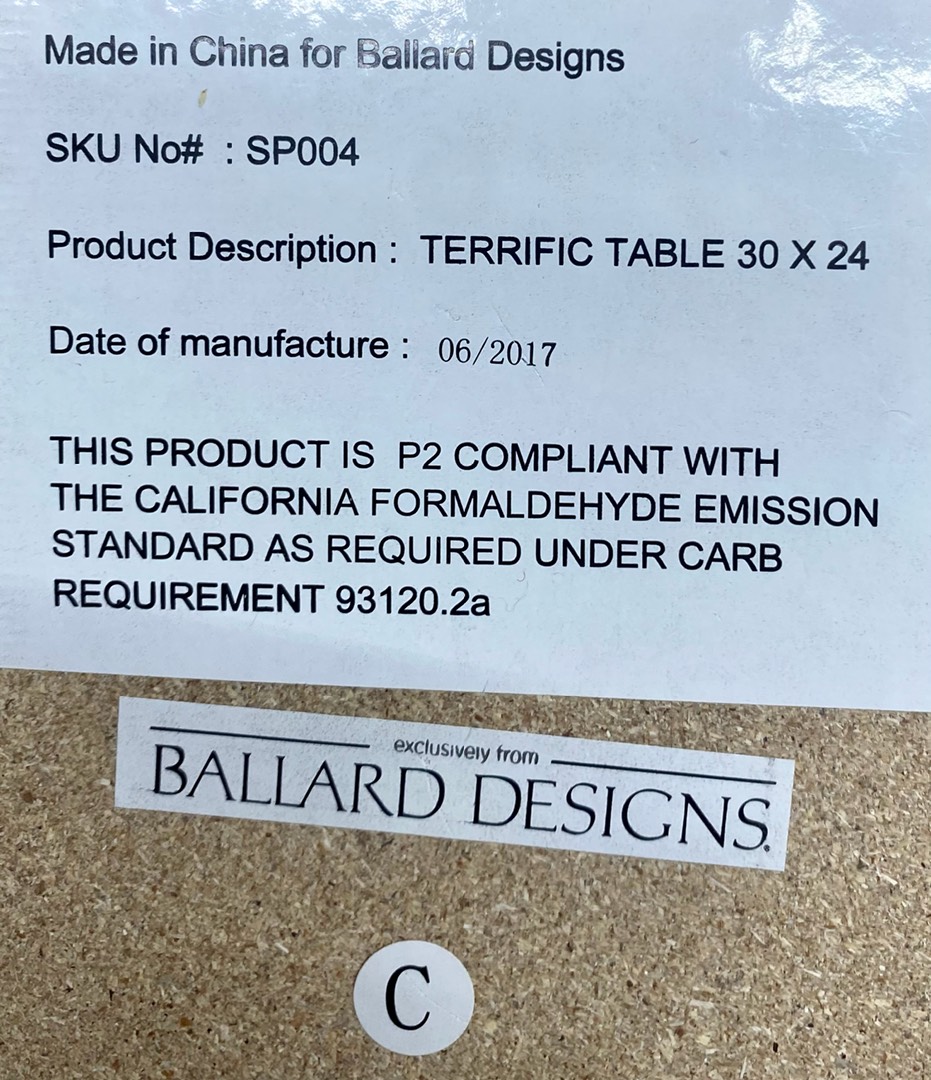 Made in China for Ballard Designs
SKU No# : SP004
Product Description : TERRIFIC TABLE 30 X 24
Date of manufacture : 06/2017
THIS PRODUCT IS P2 COMPLIANT WITH
THE CALIFORNIA FORMALDEHYDE EMISSION
STANDARD AS REQUIRED UNDER CARB
REQUIREMENT 93120.2a
exclusively from
BALLARD DESIGNS.
C